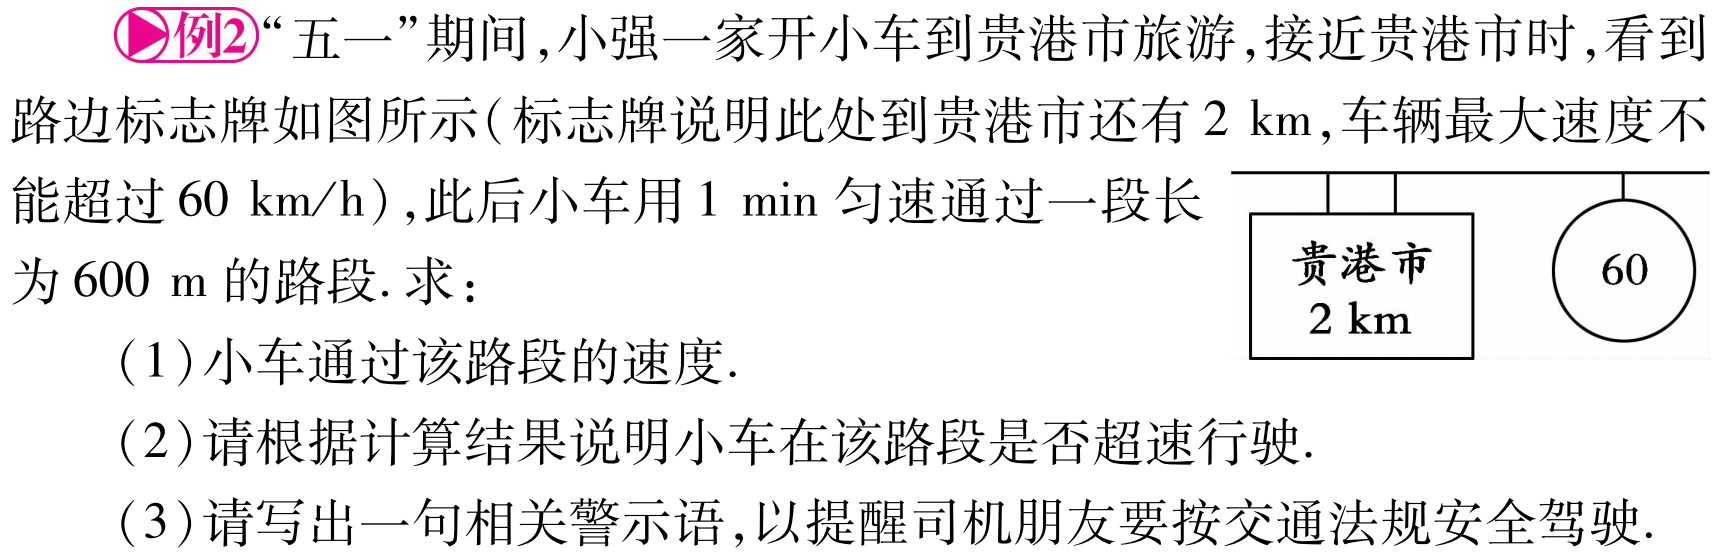 例2“五一”期间,小强一家开小车到贵港市旅游,接近贵港市时,看到
路边标志牌如图所示(标志牌说明此处到贵港市还有 2 km,车辆最大速度不
能超过 60 km/h),此后小车用 1 min 匀速通过一段长
为 600 m 的路段. 求:
贵港市
2 km
60
(1)小车通过该路段的速度.
(2)请根据计算结果说明小车在该路段是否超速行驶.
(3)请写出一句相关警示语,以提醒司机朋友要按交通法规安全驾驶.